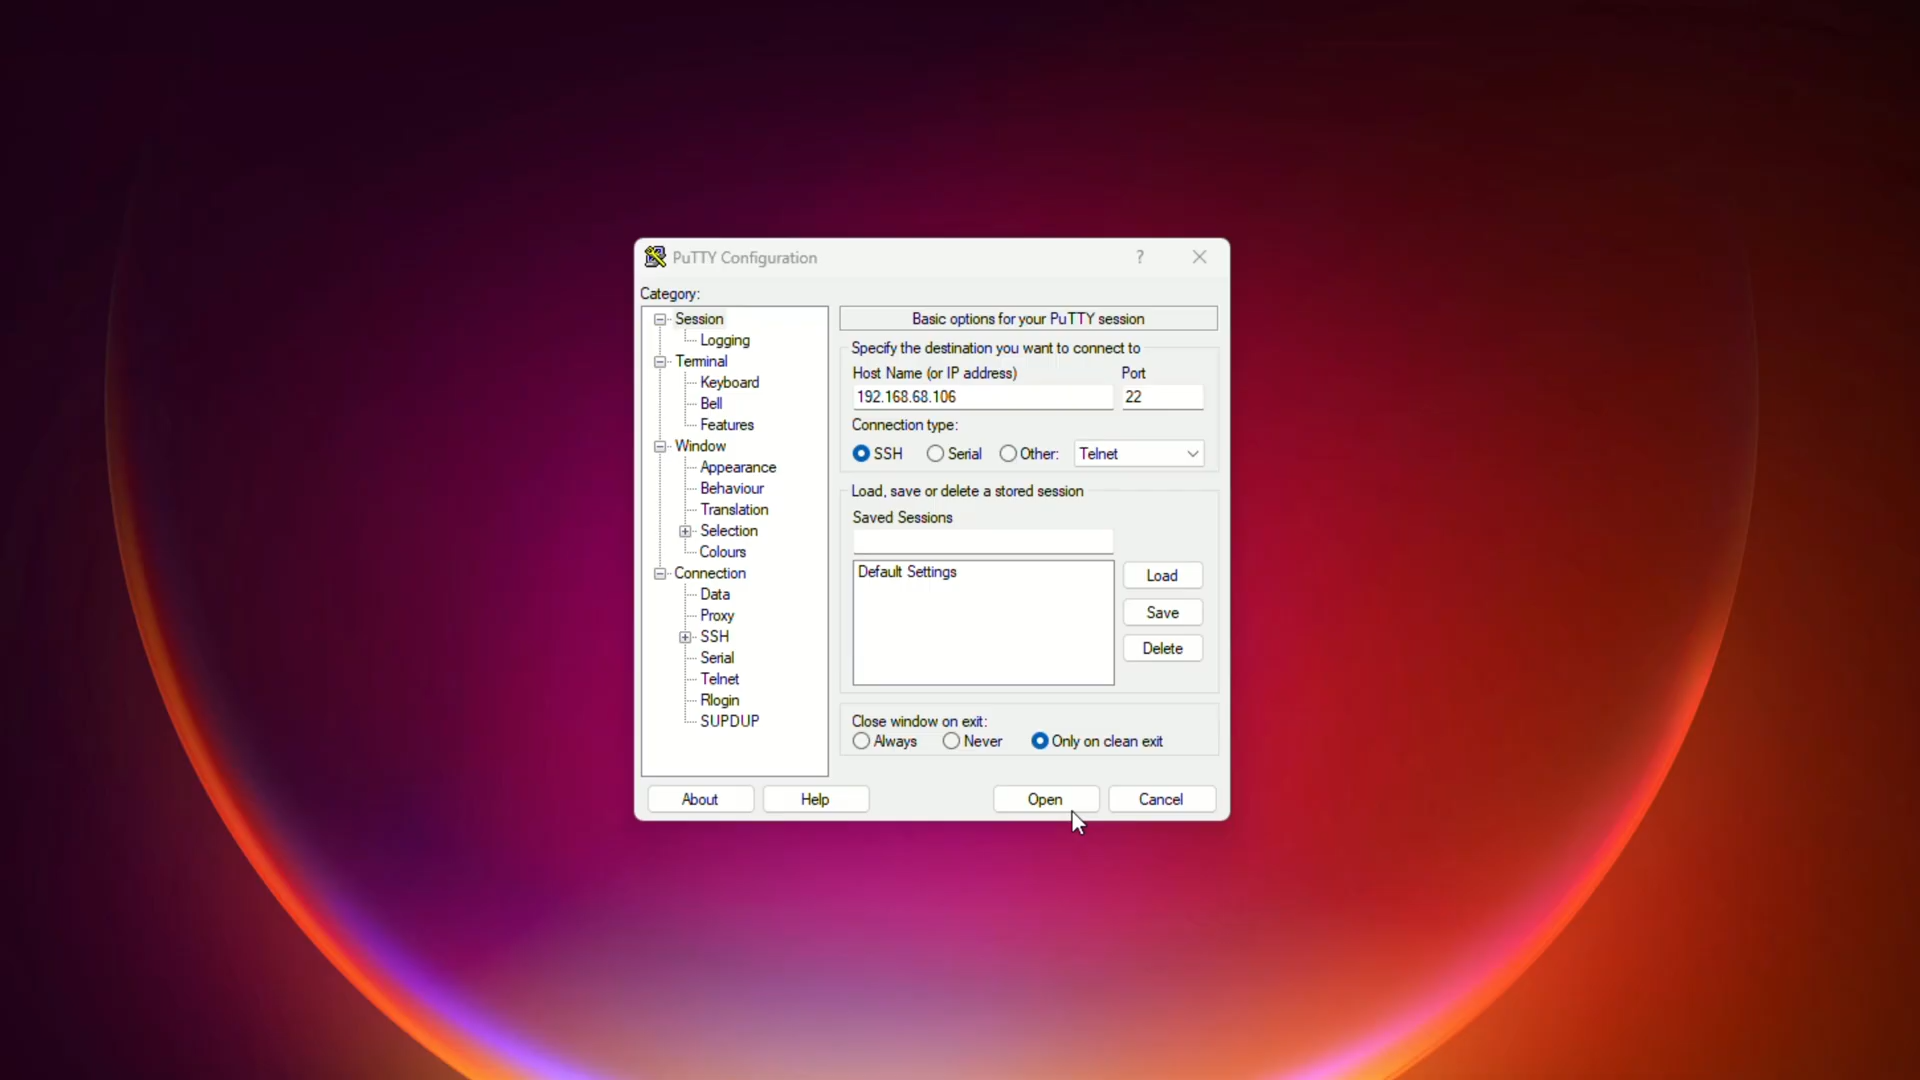 PuTTY Configuration
?
Category:
Session
Logging
Terminal
Keyboard
Bell
Features
Window
Appearance
Behaviour
Translation
Selection
Colours
Connection
Data
Proxy
SSH
Serial
Telnet
Rlogin
SUPDUP
Basic options for your PuTTY session
Specify the destination you want to connect to
Host Name (or IP address) Port
192.168.68.106 22
Connection type:
SSH Serial Other: Telnet
Load, save or delete a stored session
Saved Sessions
Default Settings
Load
Save
Delete
Close window on exit:
Always Never Only on clean exit
About Help Open Cancel